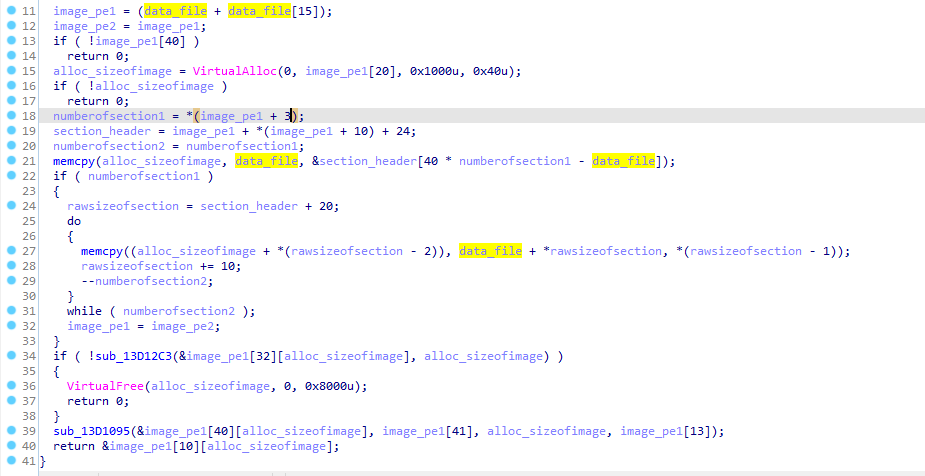 11 image_pe1 = (data_file + data_file[15]);
12 image_pe2 = image_pe1;
13 if ( !image_pe1[40] )
14 return 0;
15 alloc_sizeofimage = VirtualAlloc(0, image_pe1[20], 0x1000u, 0x40u);
16 if ( !alloc_sizeofimage )
17 return 0;
18 numberofsection1 = *(image_pe1 + 3);
19 section_header = image_pe1 + *(image_pe1 + 10) + 24;
20 numberofsection2 = numberofsection1;
21 memcpy(alloc_sizeofimage, data_file, &section_header[40 * numberofsection1 - data_file]);
22 if ( numberofsection1 )
23 {
24 rawsizeofsection = section_header + 20;
25 do
26 {
27 memcpy((alloc_sizeofimage + *(rawsizeofsection - 2)), data_file + *rawsizeofsection, *(rawsizeofsection - 1));
28 rawsizeofsection += 10;
29 --numberofsection2;
30 }
31 while ( numberofsection2 );
32 image_pe1 = image_pe2;
33 }
34 if ( !sub_13D12C3(&image_pe1[32][alloc_sizeofimage], alloc_sizeofimage) )
35 {
36 VirtualFree(alloc_sizeofimage, 0, 0x8000u);
37 return 0;
38 }
39 sub_13D1095(&image_pe1[40][alloc_sizeofimage], image_pe1[41], alloc_sizeofimage, image_pe1[13]);
40 return &image_pe1[10][alloc_sizeofimage];
41 }